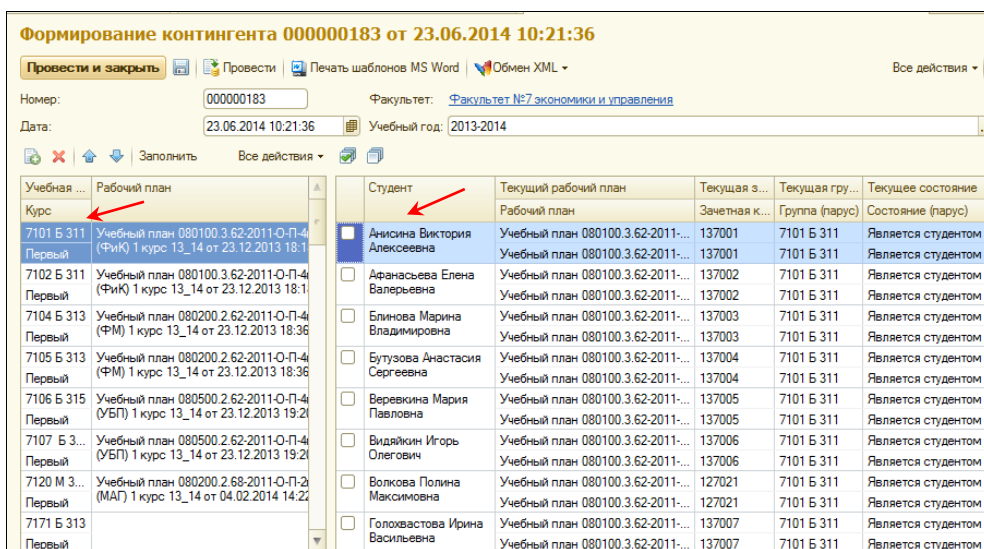 Формирование контингента 000000183 от 23.06.2014 10:21:36
Провести и закрыть Провести Печать шаблонов MS Word Обмен XML Все действия
Номер: 000000183 Факультет: Факультет №7 экономики и управления
Дата: 23.06.2014 10:21:36 Учебный год: 2013-2014
Заполнить Все действия
Учебная ... Рабочий план Студент Текущий рабочий план Текущая з... Текущая гру... Текущее состояние
Курс Рабочий план Зачетная к... Группа (парус) Состояние (парус)
7101 Б 311 Учебный план 080100.3.62-2011-О-П-4 Анисина Виктория Учебный план 080100.3.62-2011-... 137001 7101 Б 311 Является студентом
Первый (ФиК) 1 курс 13_14 от 23.12.2013 18:1 Алексеевна Учебный план 080100.3.62-2011-... 137001 7101 Б 311 Является студентом
7102 Б 311 Учебный план 080100.3.62-2011-О-П-4 Афанасьева Елена Учебный план 080100.3.62-2011-... 137002 7101 Б 311 Является студентом
Первый (ФиК) 1 курс 13_14 от 23.12.2013 18:1 Валерьевна Учебный план 080100.3.62-2011-... 137002 7101 Б 311 Является студентом
7104 Б 313 Учебный план 080200.2.62-2011-О-П-4 Блинова Марина Учебный план 080100.3.62-2011-... 137003 7101 Б 311 Является студентом
Первый (ФМ) 1 курс 13_14 от 23.12.2013 18:36 Владимировна Учебный план 080100.3.62-2011-... 137003 7101 Б 311 Является студентом
7105 Б 313 Учебный план 080200.2.62-2011-О-П-4 Бутузова Анастасия Учебный план 080100.3.62-2011-... 137004 7101 Б 311 Является студентом
Первый (ФМ) 1 курс 13_14 от 23.12.2013 18:36 Сергеевна Учебный план 080100.3.62-2011-... 137004 7101 Б 311 Является студентом
7106 Б 315 Учебный план 080500.2.62-2011-О-П-4 Веревкина Мария Учебный план 080100.3.62-2011-... 137005 7101 Б 311 Является студентом
Первый (УБП) 1 курс 13_14 от 23.12.2013 19:20 Павловна Учебный план 080100.3.62-2011-... 137005 7101 Б 311 Является студентом
7107 Б 3... Учебный план 080500.2.62-2011-О-П-4 Видяйкин Игорь Учебный план 080100.3.62-2011-... 137006 7101 Б 311 Является студентом
Первый (УБП) 1 курс 13_14 от 23.12.2013 19:20 Олегович Учебный план 080100.3.62-2011-... 137006 7101 Б 311 Является студентом
7120 М 3... Учебный план 080200.2.68-2011-О-П-2 Волкова Полина Учебный план 080100.3.62-2011-... 127021 7101 Б 311 Является студентом
Первый (МАГ) 1 курс 13_14 от 04.02.2014 14:22 Максимовна Учебный план 080100.3.62-2011-... 127021 7101 Б 311 Является студентом
7171 Б 313 Голохвастова Ирина Учебный план 080100.3.62-2011-... 137007 7101 Б 311 Является студентом
Первый Васильевна Учебный план 080100.3.62-2011-... 137007 7101 Б 311 Является студентом